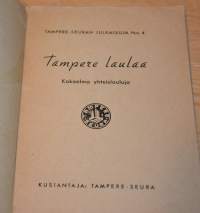 TAMPERE-SEURAN JULKAISUJA N:o 4
Tampere laulaa
Kokoelma yhteislauluja
KUSTANTAJA: TAMPERE-SEURA